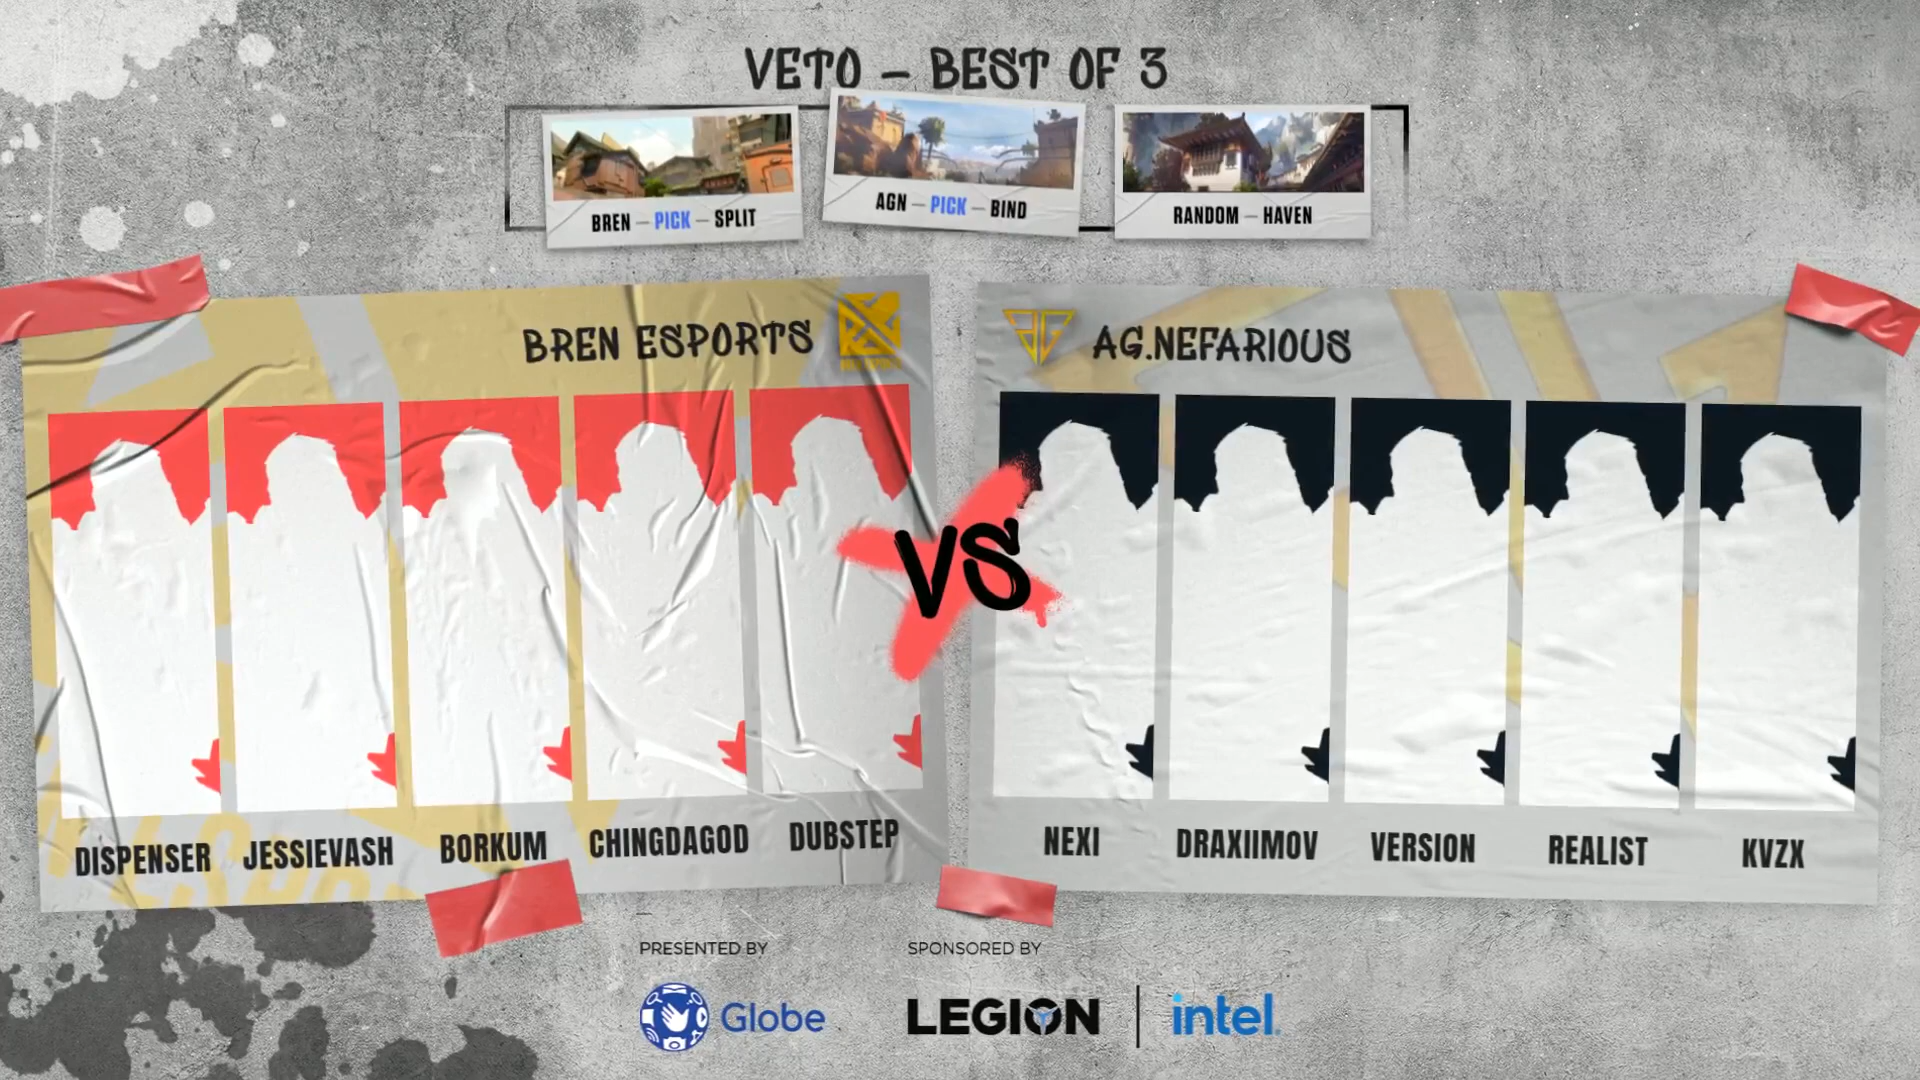 VETO – BEST OF 3
BREN – PICK – SPLIT
AGN – PICK – BIND
RANDOM – HAVEN
BREN ESPORTS
AG.NEFARIOUS
VS
DISPENSER
JESSIEVASH
BORKUM
CHINGDAGOD
DUBSTEP
NEXI
DRAXIIMOV
VERSION
REALIST
KVZX
PRESENTED BY
SPONSORED BY
Globe
LEGION
intel.